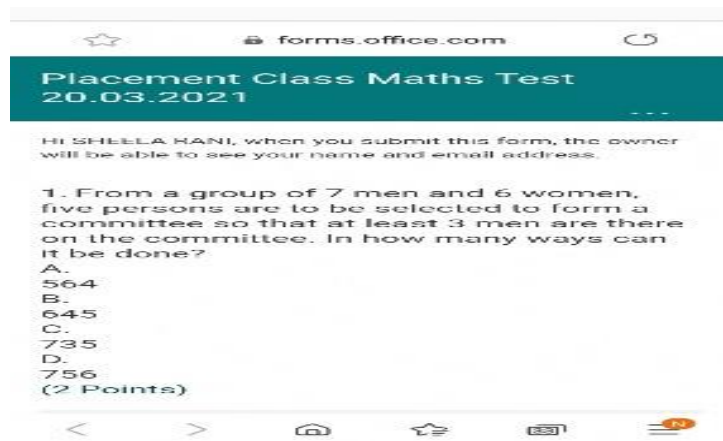 forms.office.com
Placement Class Maths Test
20.03.2021
Hi SHEELA RANI, when you submit this form, the owner
will be able to see your name and email address.
1. From a group of 7 men and 6 women,
five persons are to be selected to form a
committee so that at least 3 men are there
on the committee. In how many ways can
it be done?
A.
564
B.
645
C.
735
D.
756
(2 Points)
N